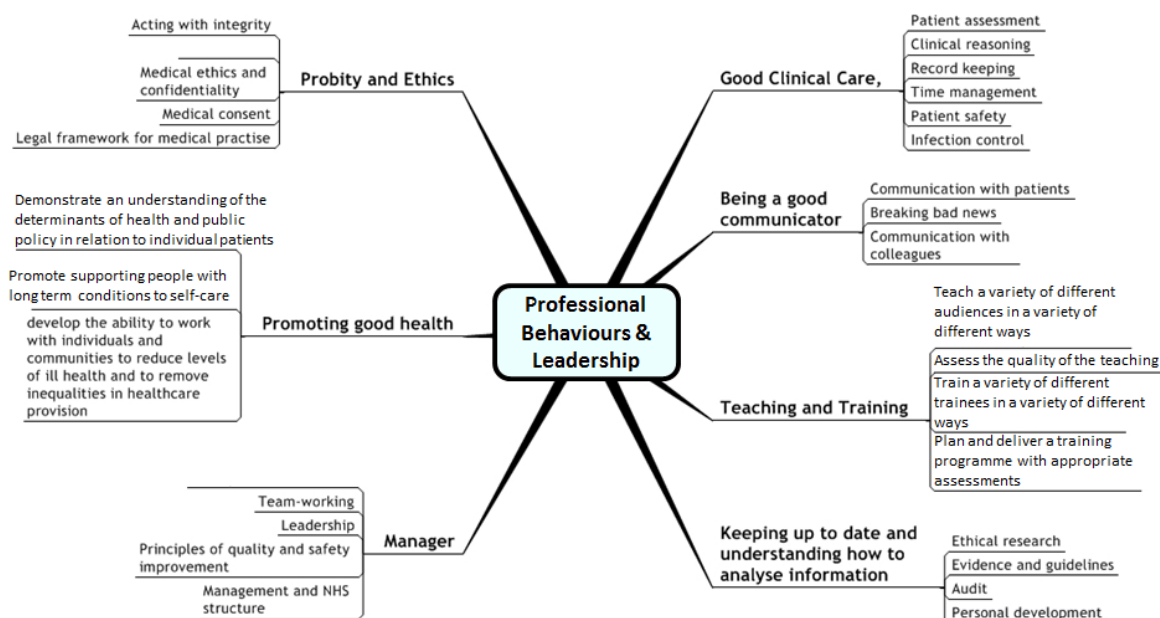 Professional
Behaviours &
Leadership
Probity and Ethics
Acting with integrity
Medical ethics and
confidentiality
Medical consent
Legal framework for medical practise
Promoting good health
Demonstrate an understanding of the
determinants of health and public
policy in relation to individual patients
Promote supporting people with
long term conditions to self-care
develop the ability to work
with individuals and
communities to reduce levels
of ill health and to remove
inequalities in healthcare
provision
Manager
Team-working
Leadership
Principles of quality and safety
improvement
Management and NHS
structure
Good Clinical Care,
Patient assessment
Clinical reasoning
Record keeping
Time management
Patient safety
Infection control
Being a good
communicator
Communication with patients
Breaking bad news
Communication with
colleagues
Teaching and Training
Teach a variety of different
audiences in a variety of
different ways
Assess the quality of the teaching
Train a variety of different
trainees in a variety of different
ways
Plan and deliver a training
programme with appropriate
assessments
Keeping up to date and
understanding how to
analyse information
Ethical research
Evidence and guidelines
Audit
Personal development